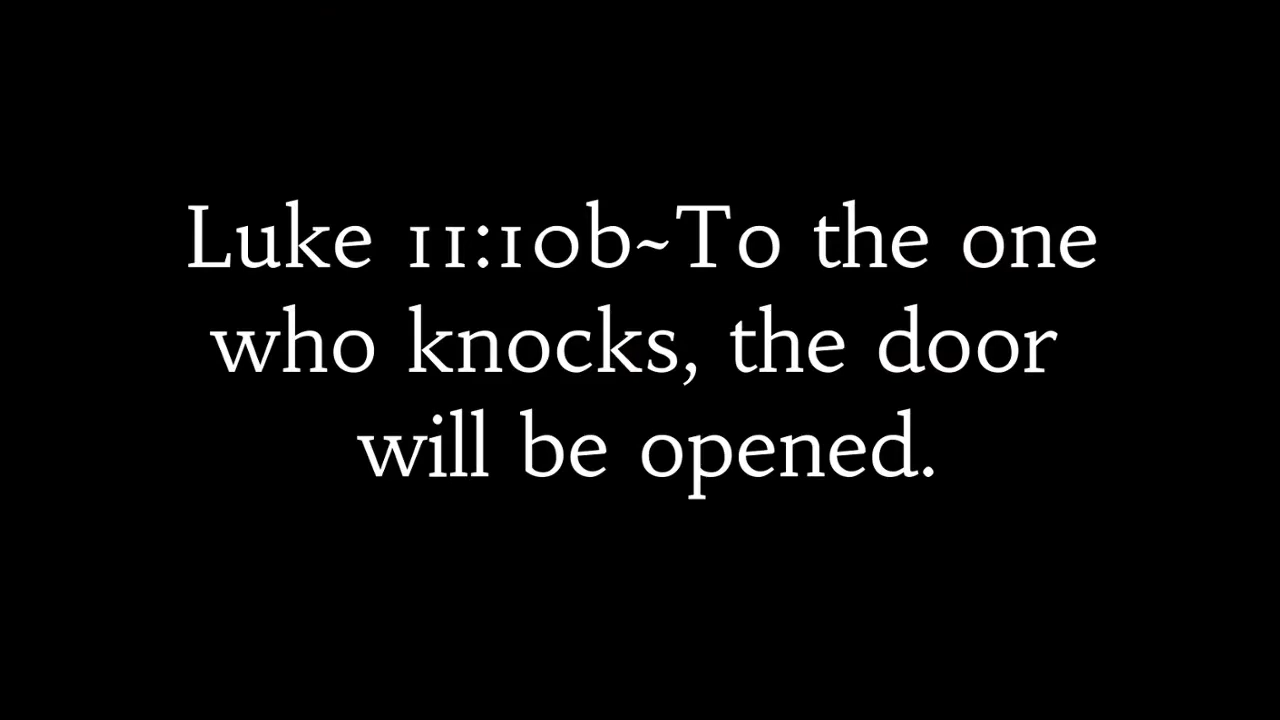 Luke 11:10b~To the one
who knocks, the door
will be opened.